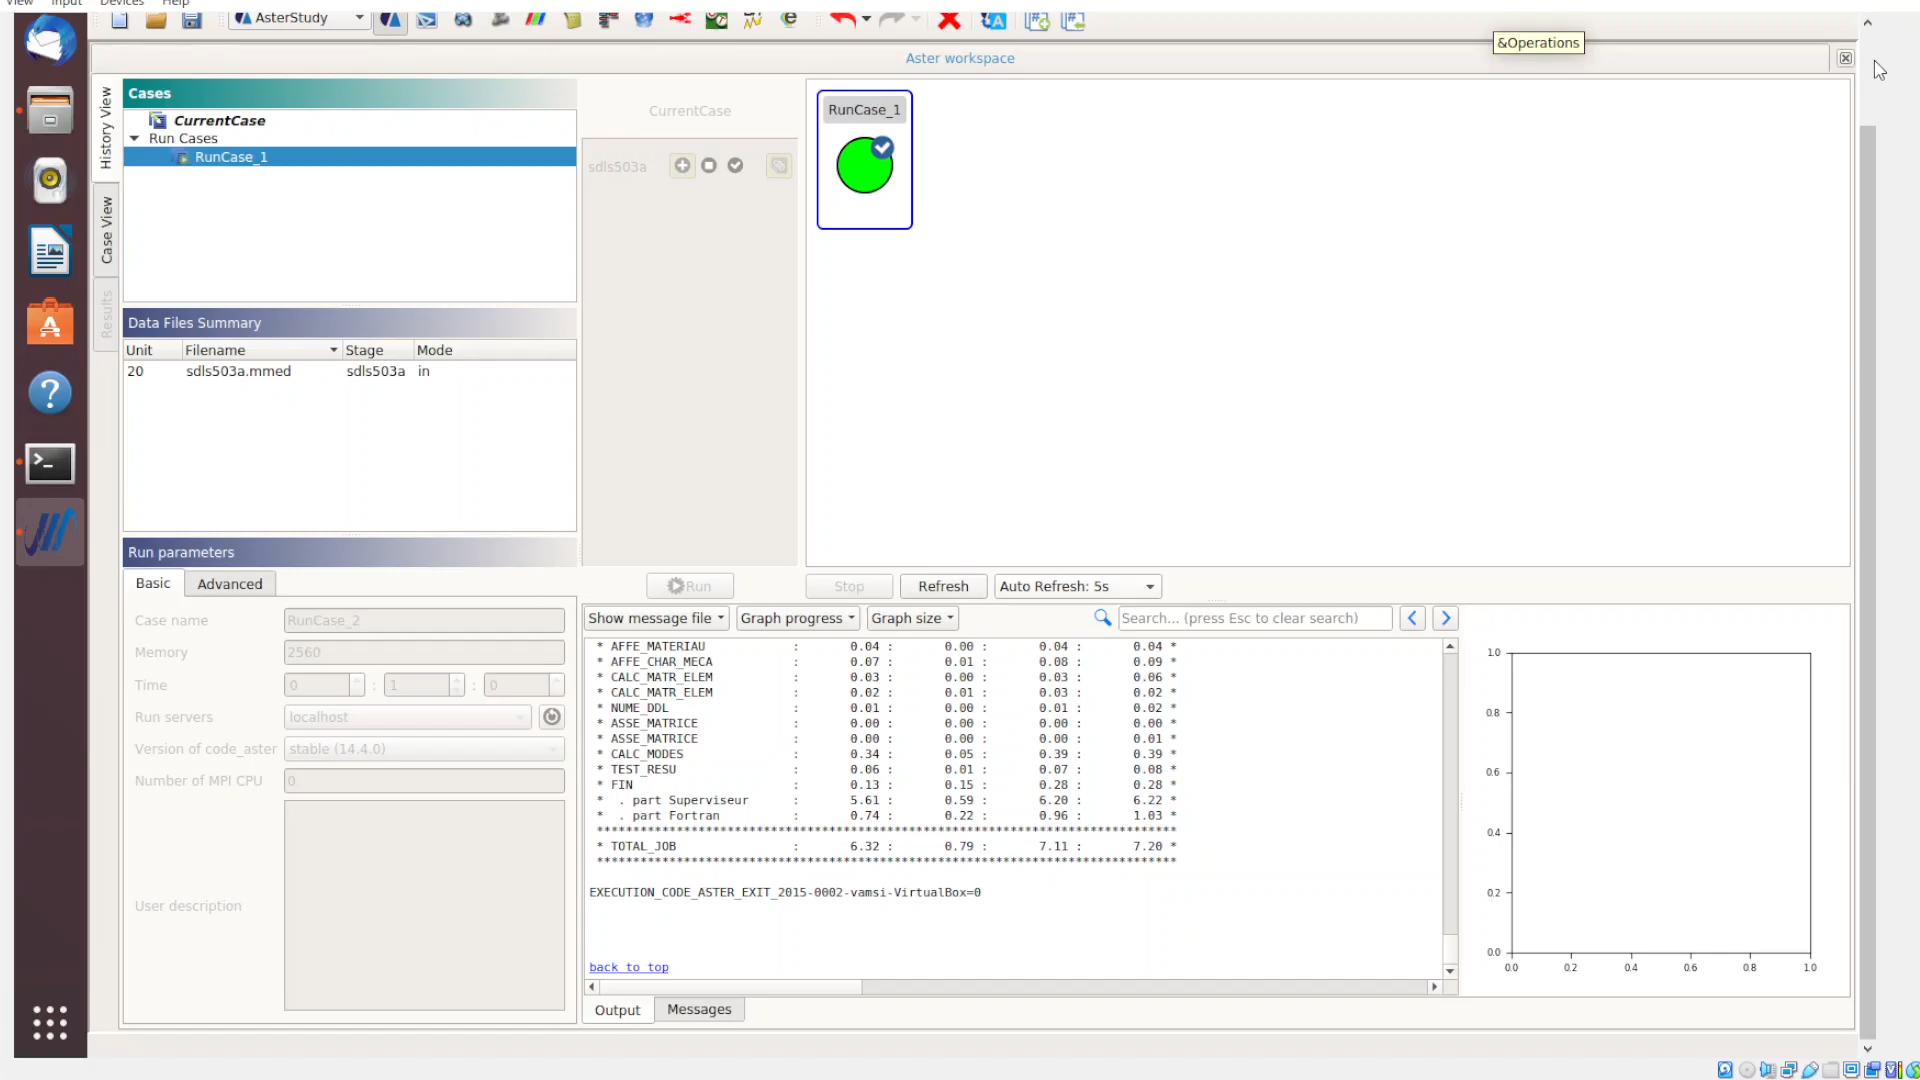 View Input Devices Help
AsterStudy
&Operations
Aster workspace
History View
Case View
Results
Cases
CurrentCase
Run Cases
RunCase_1
CurrentCase
sdls503a
RunCase_1
Data Files Summary
Unit Filename Stage Mode
20 sdls503a.mmed sdls503a in
Run parameters
Basic Advanced
Case name RunCase_2
Memory 2560
Time 0 : 1 : 0
Run servers localhost
Version of code_aster stable (14.4.0)
Number of MPI CPU 0
User description
Run Stop Refresh Auto Refresh: 5s
Show message file Graph progress Graph size Search... (press Esc to clear search)
* AFFE_MATERIAU : 0.04 : 0.00 : 0.04 : 0.04 *
* AFFE_CHAR_MECA : 0.07 : 0.01 : 0.08 : 0.09 *
* CALC_MATR_ELEM : 0.03 : 0.00 : 0.03 : 0.06 *
* CALC_MATR_ELEM : 0.02 : 0.01 : 0.03 : 0.02 *
* NUME_DDL : 0.01 : 0.00 : 0.01 : 0.02 *
* ASSE_MATRICE : 0.00 : 0.00 : 0.00 : 0.00 *
* ASSE_MATRICE : 0.00 : 0.00 : 0.00 : 0.01 *
* CALC_MODES : 0.34 : 0.05 : 0.39 : 0.39 *
* TEST_RESU : 0.06 : 0.01 : 0.07 : 0.08 *
* FIN : 0.13 : 0.15 : 0.28 : 0.28 *
* . part Superviseur : 5.61 : 0.59 : 6.20 : 6.22 *
* . part Fortran : 0.74 : 0.22 : 0.96 : 1.03 *
********************************************************************************
* TOTAL_JOB : 6.32 : 0.79 : 7.11 : 7.20 *
********************************************************************************
EXECUTION_CODE_ASTER_EXIT_2015-0002-vamsi-VirtualBox=0
back to top
Output Messages
1.0
0.8
0.6
0.4
0.2
0.0
0.0 0.2 0.4 0.6 0.8 1.0